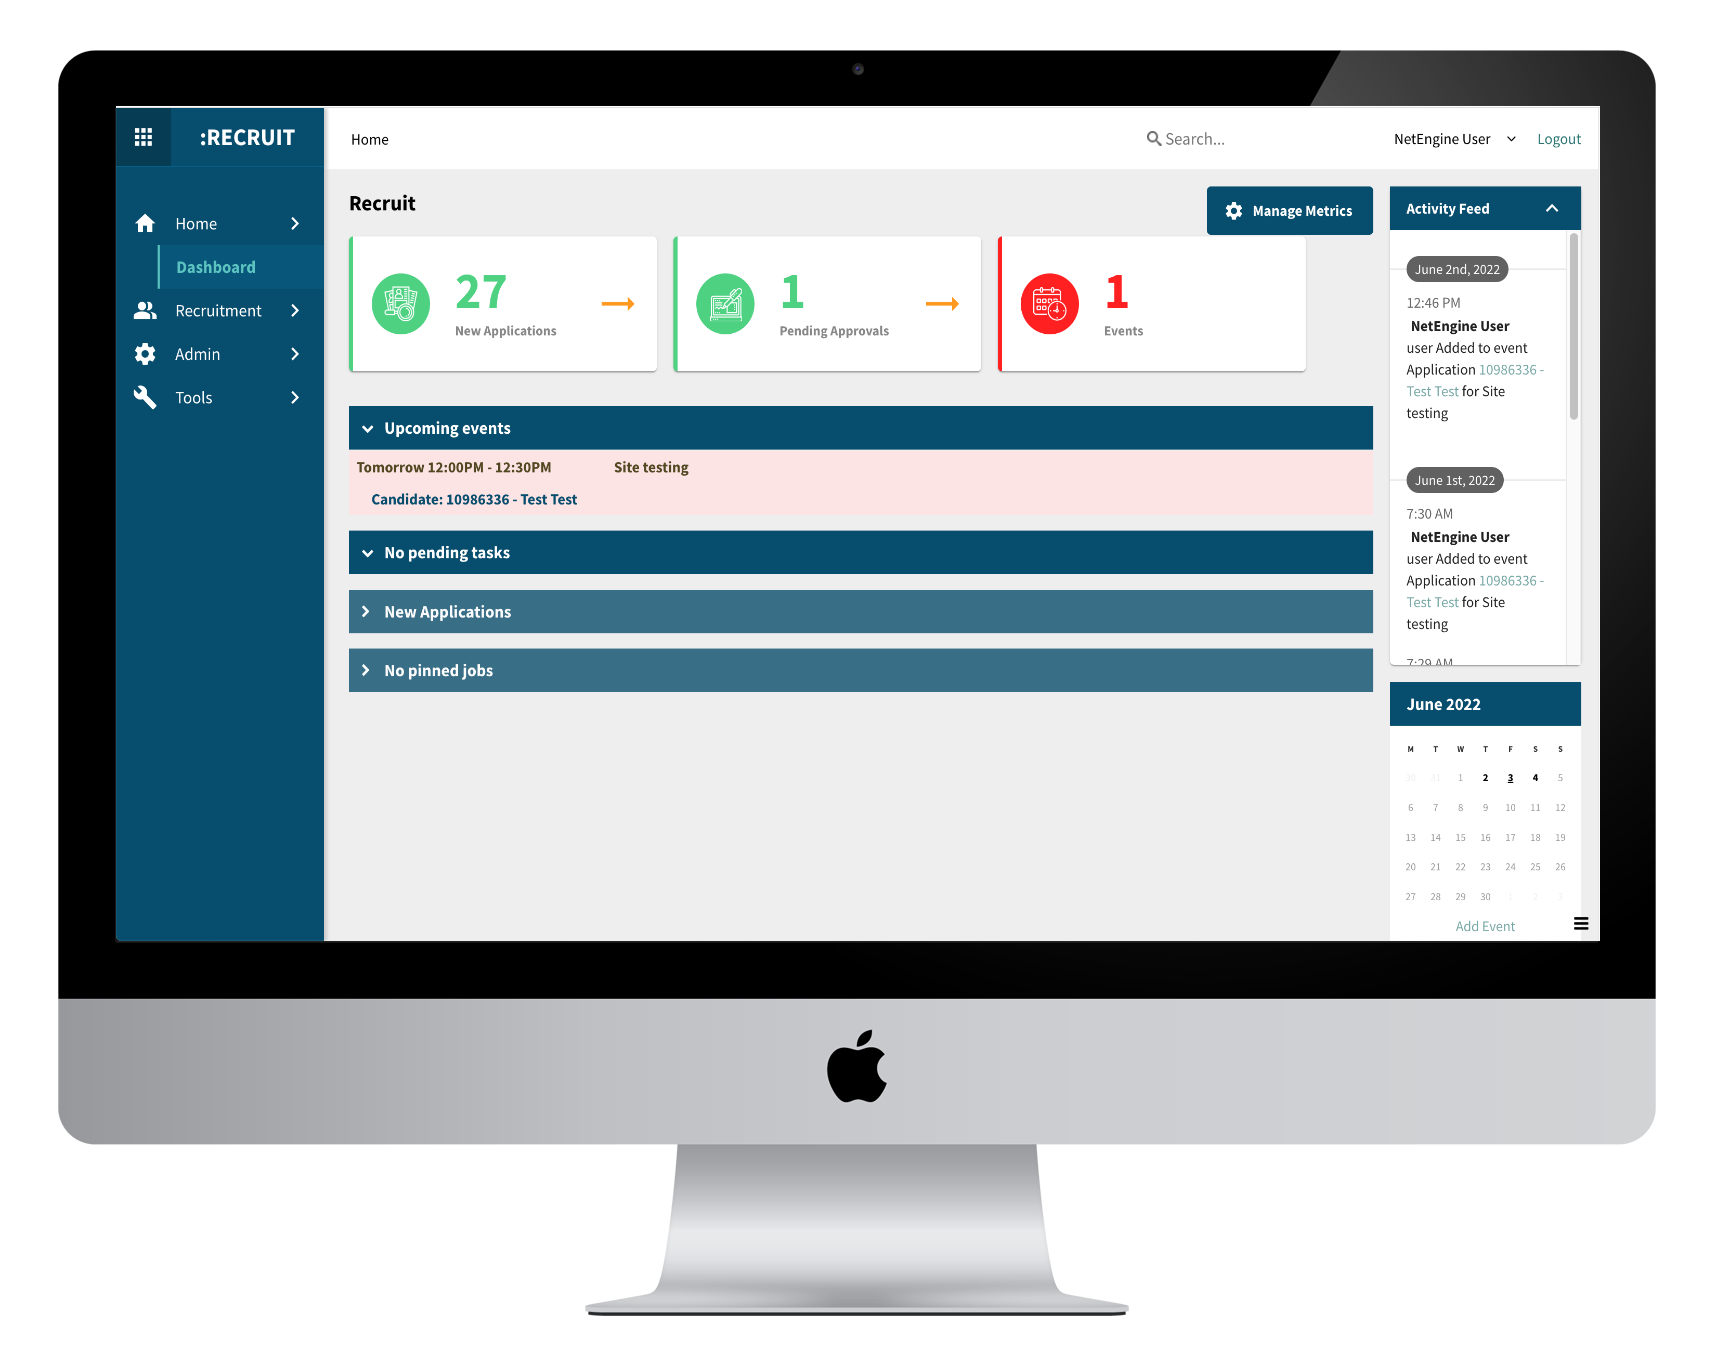 :RECRUIT
Home
Search...
NetEngine User
Logout
Home
Dashboard
Recruitment
Admin
Tools
Recruit
Manage Metrics
27
New Applications
1
Pending Approvals
1
Events
Upcoming events
Tomorrow 12:00PM - 12:30PM Site testing
Candidate: 10986336 - Test Test
No pending tasks
New Applications
No pinned jobs
Activity Feed
June 2nd, 2022
12:46 PM
NetEngine User
user Added to event
Application 10986336 -
Test Test for Site
testing
June 1st, 2022
7:30 AM
NetEngine User
user Added to event
Application 10986336 -
Test Test for Site
testing
7:29 AM
June 2022
M T W T F S S
30 31 1 2 3 4 5
6 7 8 9 10 11 12
13 14 15 16 17 18 19
20 21 22 23 24 25 26
27 28 29 30 1 2 3
Add Event